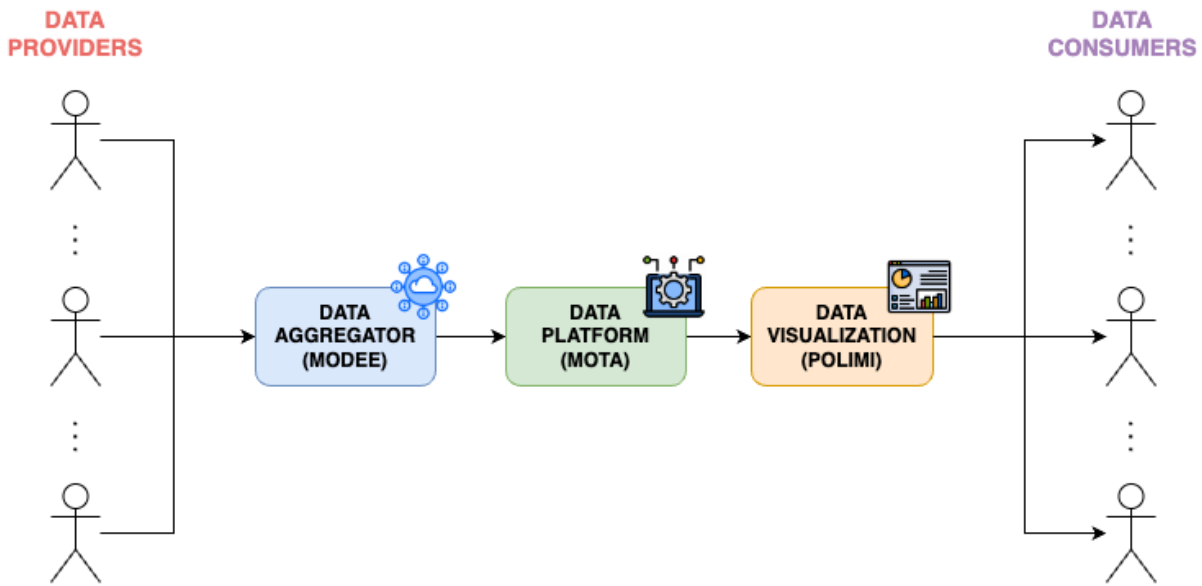 DATA
PROVIDERS
DATA
CONSUMERS
DATA
AGGREGATOR
(MODEE)
DATA
PLATFORM
(MOTA)
DATA
VISUALIZATION
(POLIMI)